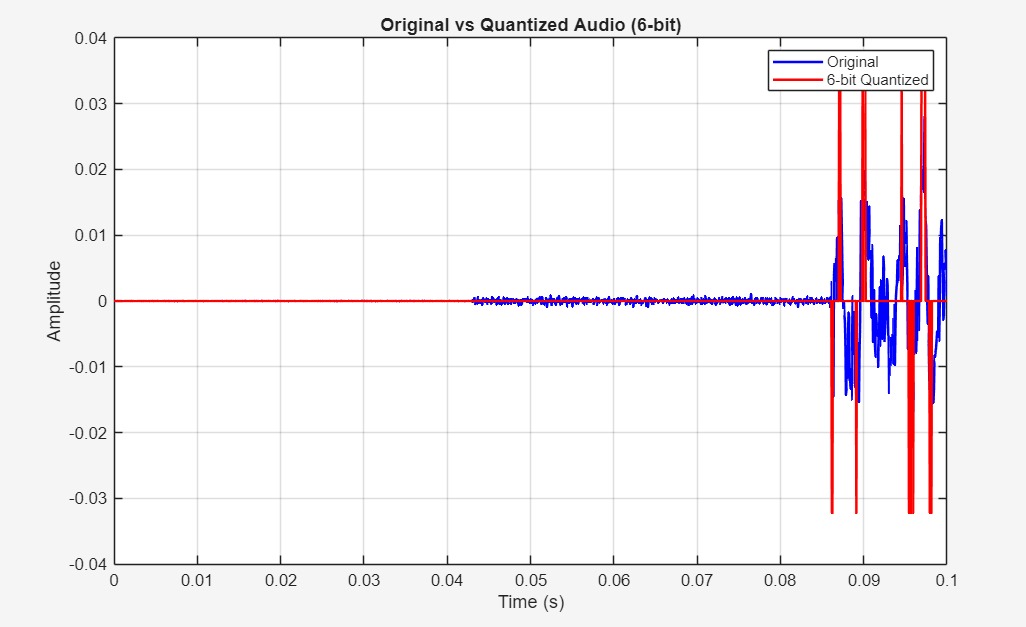 Original vs Quantized Audio (6-bit)
Original
6-bit Quantized
0.04
0.03
0.02
0.01
0
-0.01
-0.02
-0.03
-0.04
Amplitude
0 0.01 0.02 0.03 0.04 0.05 0.06 0.07 0.08 0.09 0.1
Time (s)